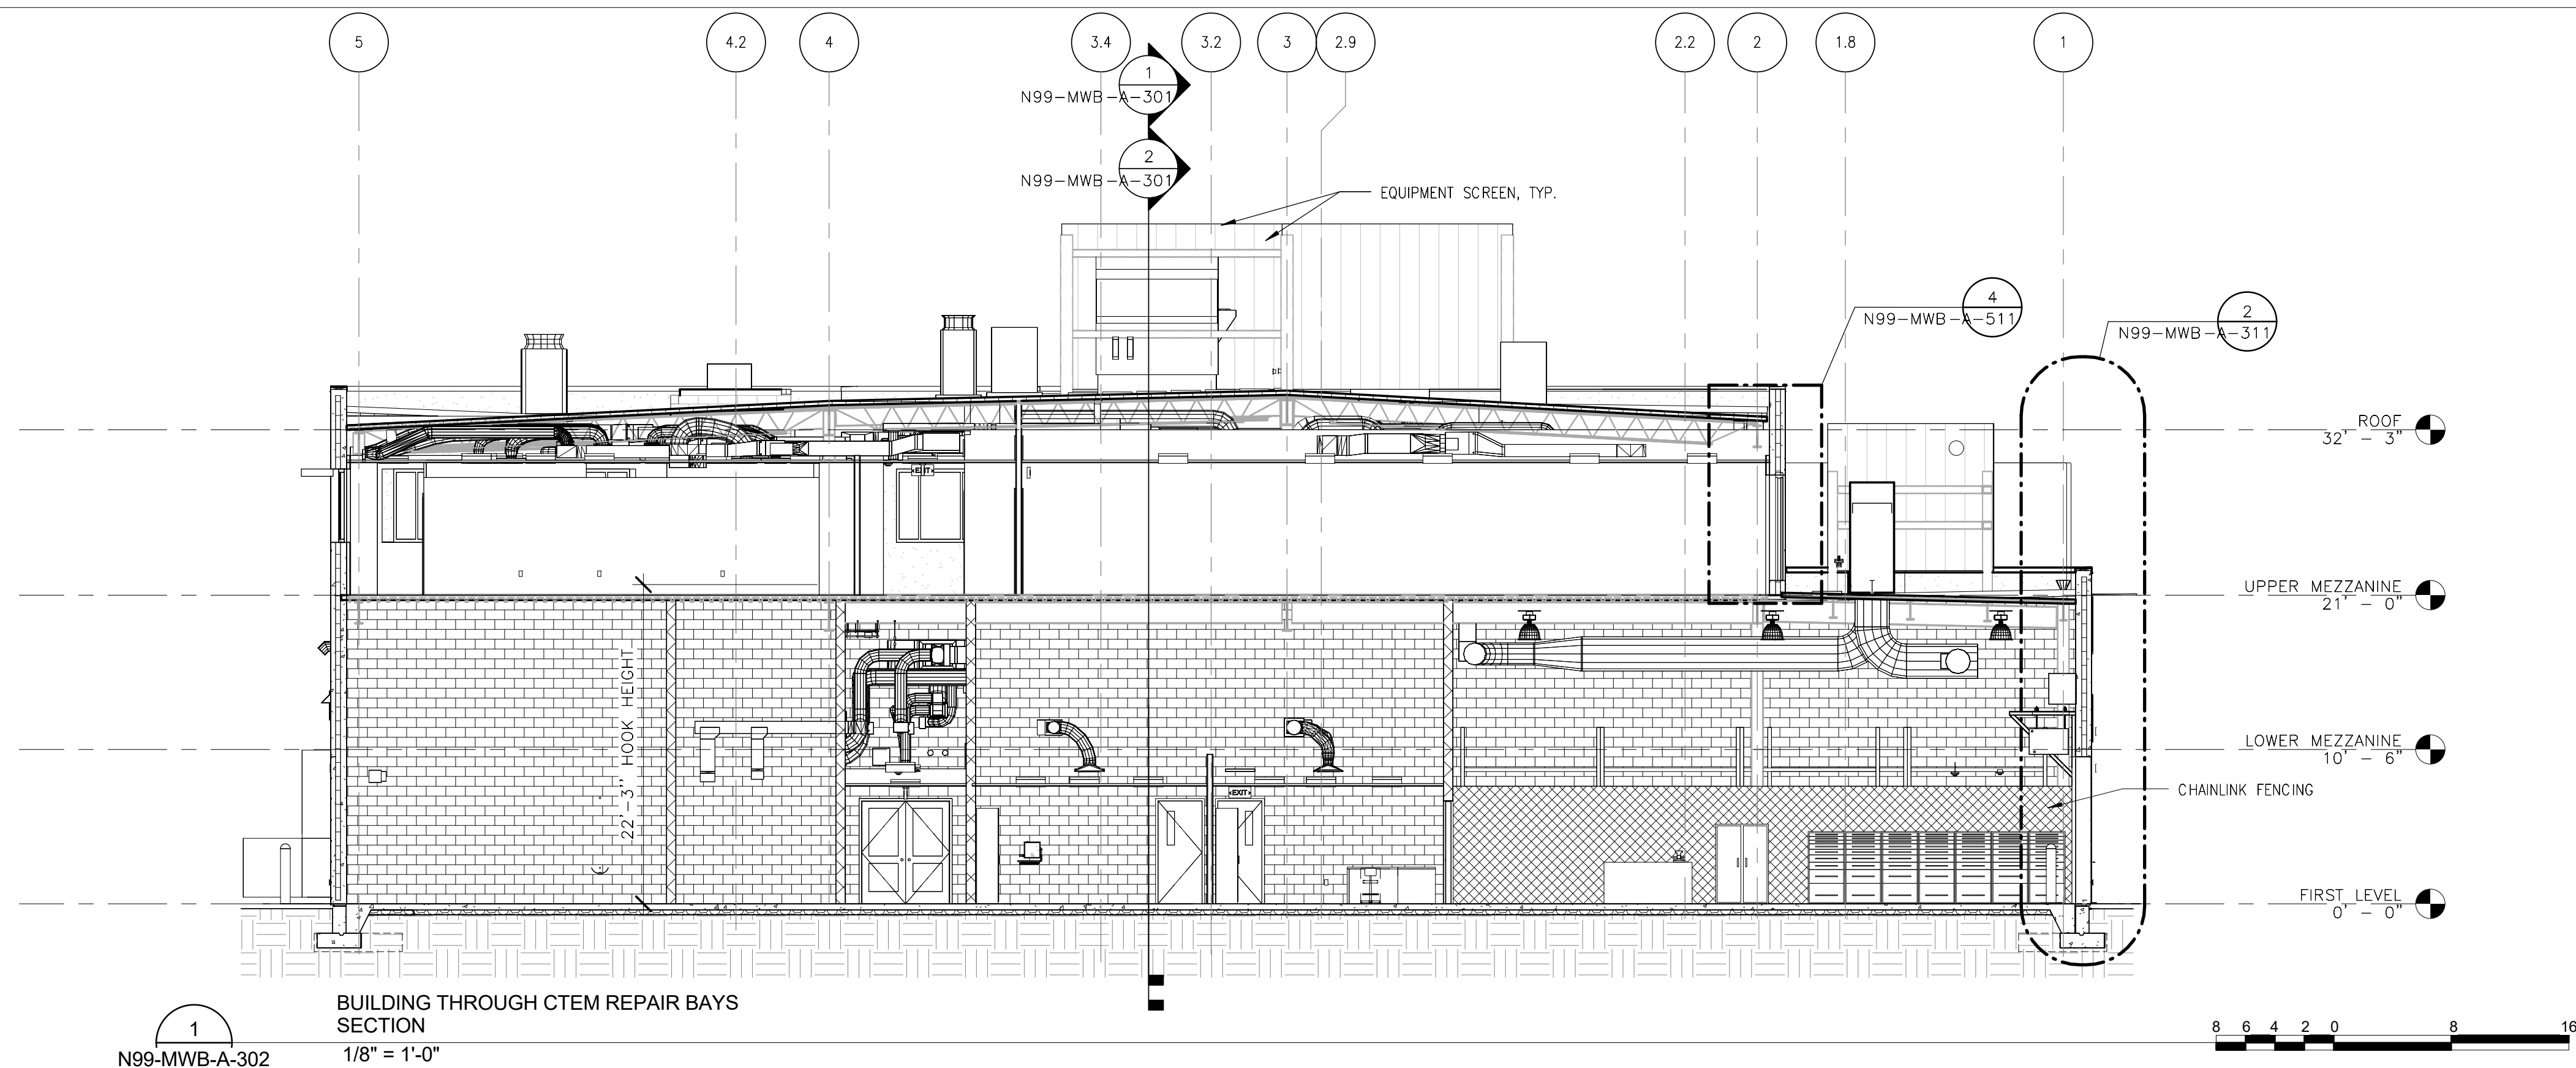 5
4.2
4
3.4
3.2
3
2.9
2.2
2
1.8
1
1
N99-MWB-A-301
2
N99-MWB-A-301
EQUIPMENT SCREEN, TYP.
4
N99-MWB-A-511
2
N99-MWB-A-311
ROOF
32' - 3"
EXIT
UPPER MEZZANINE
21' - 0"
22'-3" HOOK HEIGHT
LOWER MEZZANINE
10' - 6"
EXIT
CHAINLINK FENCING
FIRST LEVEL
0' - 0"
1
N99-MWB-A-302
BUILDING THROUGH CTEM REPAIR BAYS
SECTION
1/8" = 1'-0"
8 6 4 2 0 8 16